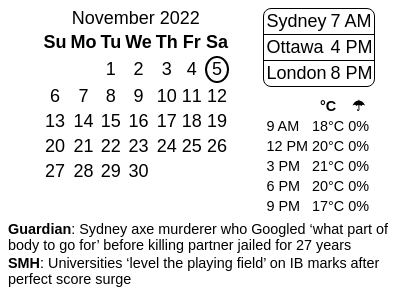 November 2022
Su Mo Tu We Th Fr Sa
1 2 3 4 5
6 7 8 9 10 11 12
13 14 15 16 17 18 19
20 21 22 23 24 25 26
27 28 29 30
Sydney 7 AM
Ottawa 4 PM
London 8 PM
°C ☂
9 AM 18°C 0%
12 PM 20°C 0%
3 PM 21°C 0%
6 PM 20°C 0%
9 PM 17°C 0%
Guardian: Sydney axe murderer who Googled ‘what part of
body to go for’ before killing partner jailed for 27 years
SMH: Universities ‘level the playing field’ on IB marks after
perfect score surge